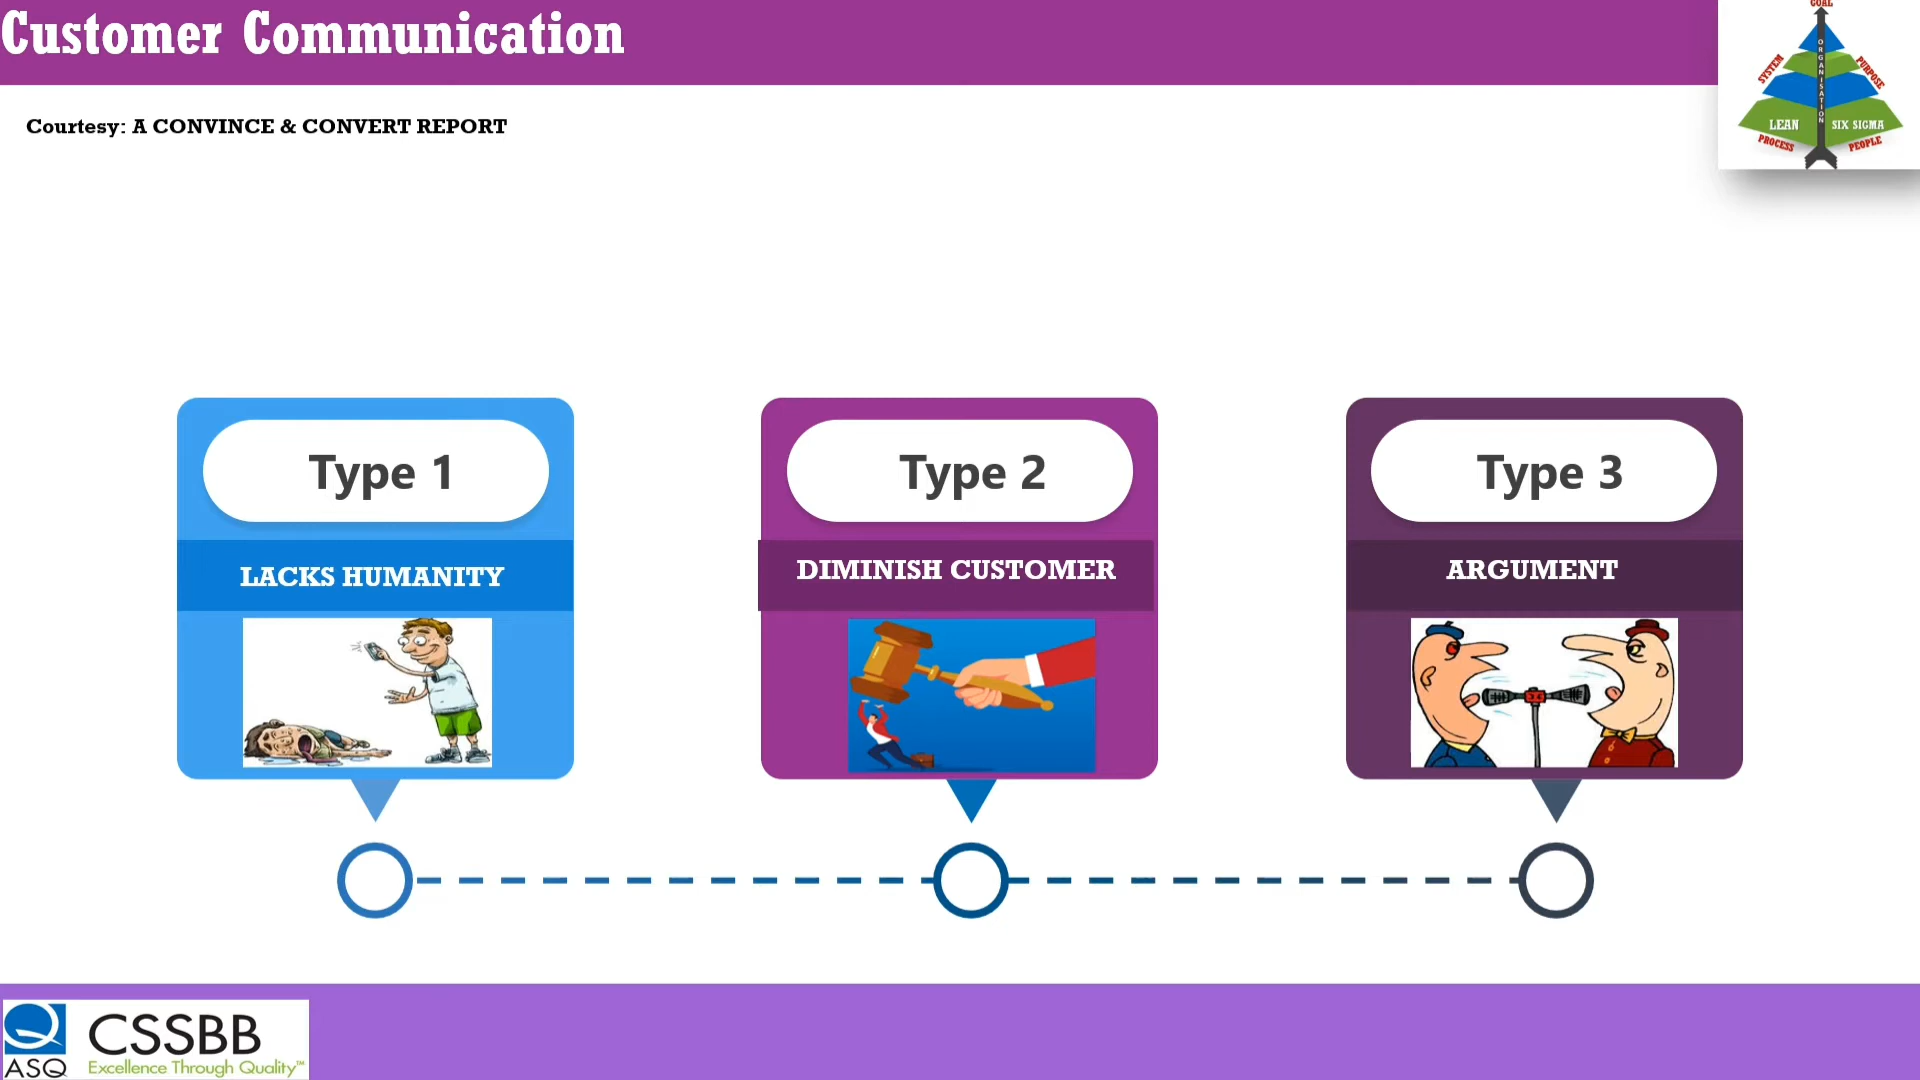 Customer Communication
GOAL
ORGANISATION
SYSTEM
PURPOSE
LEAN
SIX SIGMA
PROCESS
PEOPLE
Courtesy: A CONVINCE & CONVERT REPORT
Type 1
LACKS HUMANITY
Type 2
DIMINISH CUSTOMER
Type 3
ARGUMENT
ASQ
CSSBB
Excellence Through Quality™